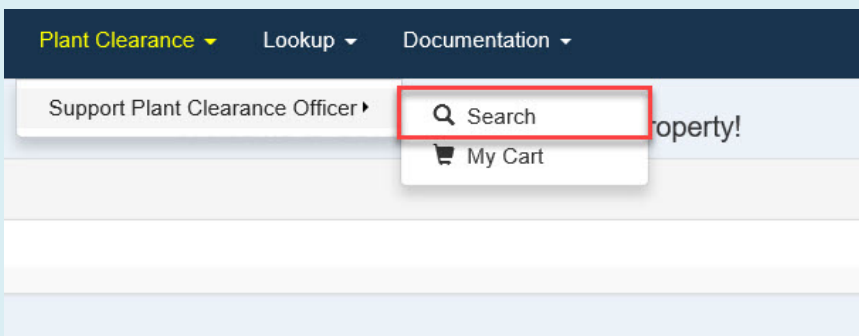 Plant Clearance Lookup Documentation
Support Plant Clearance Officer
Search
roperty!
My Cart